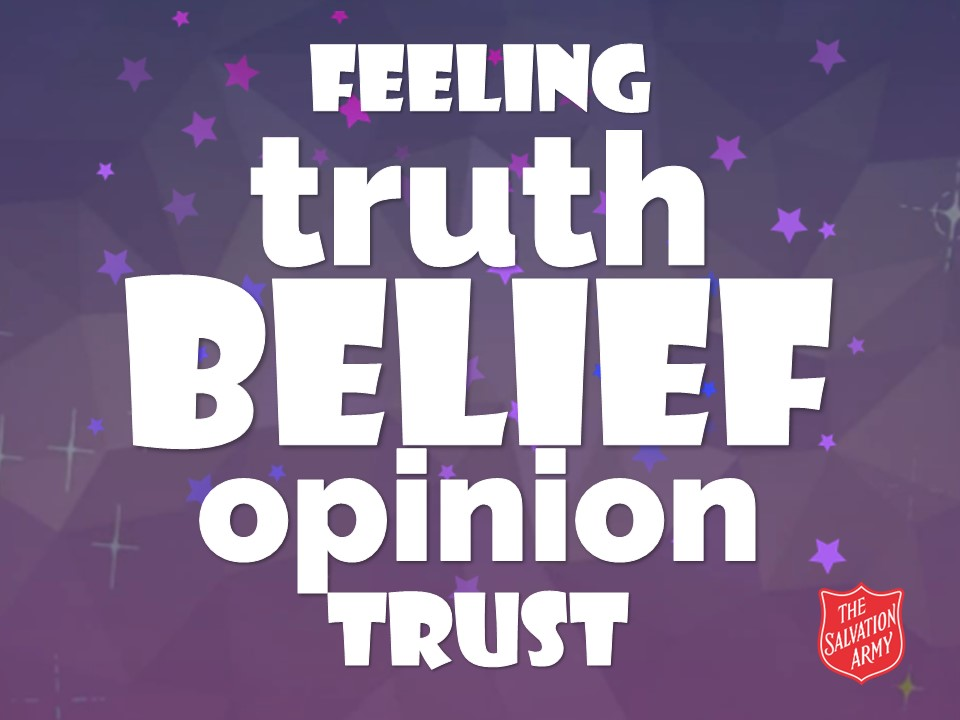 FEELING
truth
BELIEF
opinion
TRUST
THE
SALVATION
ARMY